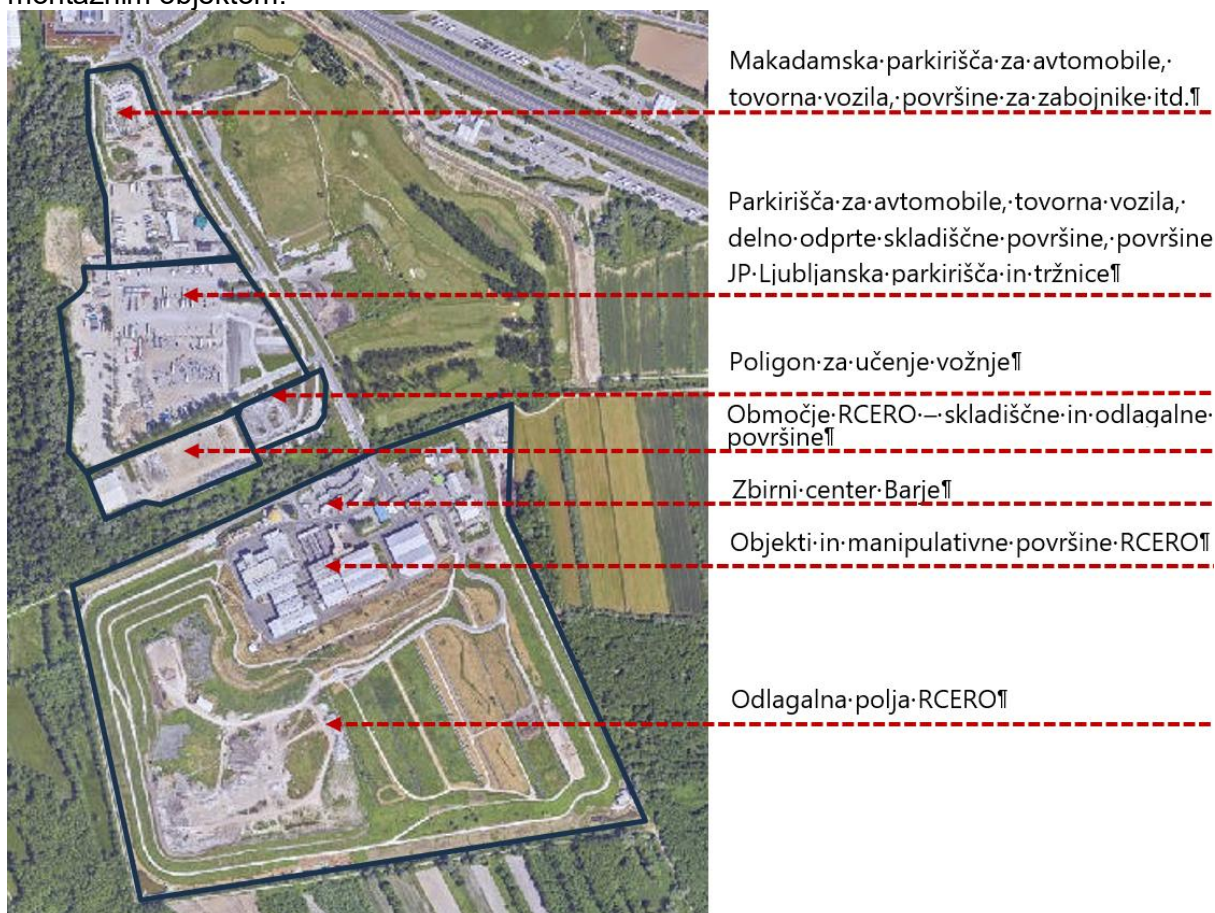 montažnim objektom.
Makadamska·parkirišča·za·avtomobile,·
tovorna·vozila,·površine·za·zabojnike·itd.¶
Parkirišča·za·avtomobile,·tovorna·vozila,·
delno·odprte·skladiščne·površine,·površine
JP·Ljubljanska·parkirišča·in·tržnice¶
Poligon·za·učenje·vožnje¶
Območje·RCERO·–·skladiščne·in·odlagalne·
površine¶
Zbirni·center·Barje¶
Objekti·in·manipulativne·površine·RCERO¶
Odlagalna·polja·RCERO¶